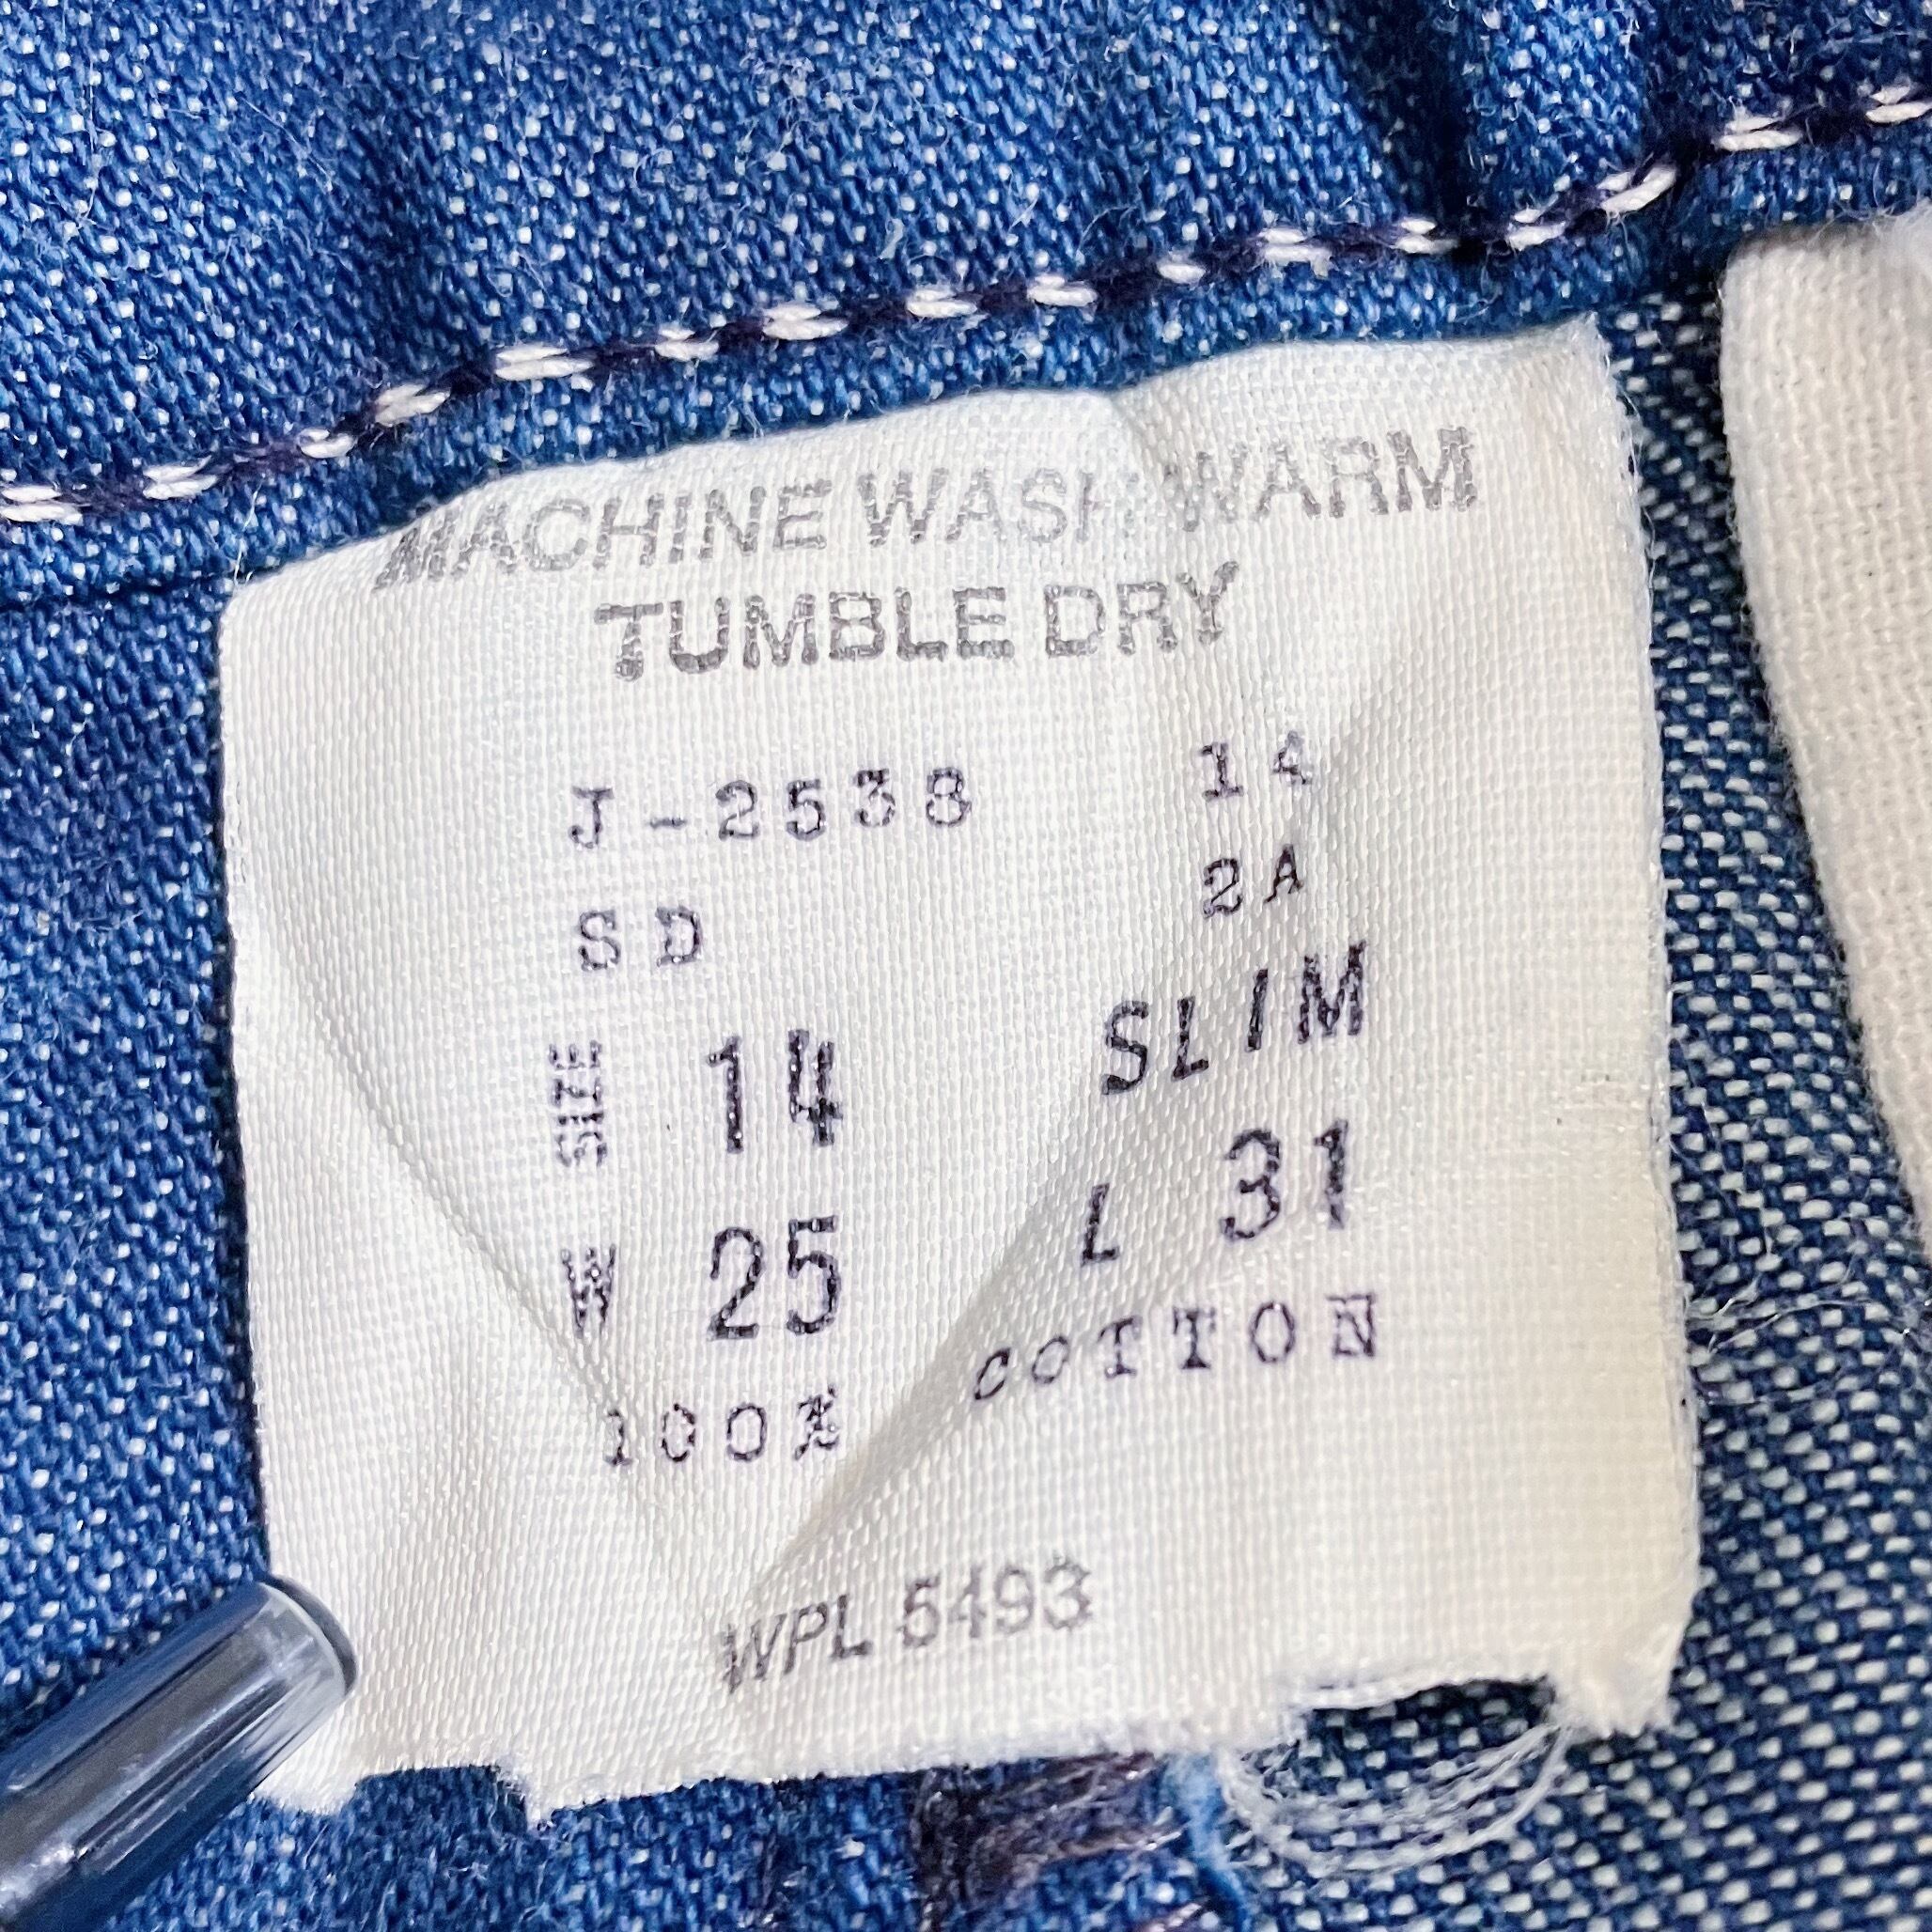 MACHINE WASH WARM
TUMBLE DRY
J-2538 14
SD 2A
SIZE 14 SLIM
W 25 L 31
100% COTTON
WPL 5493